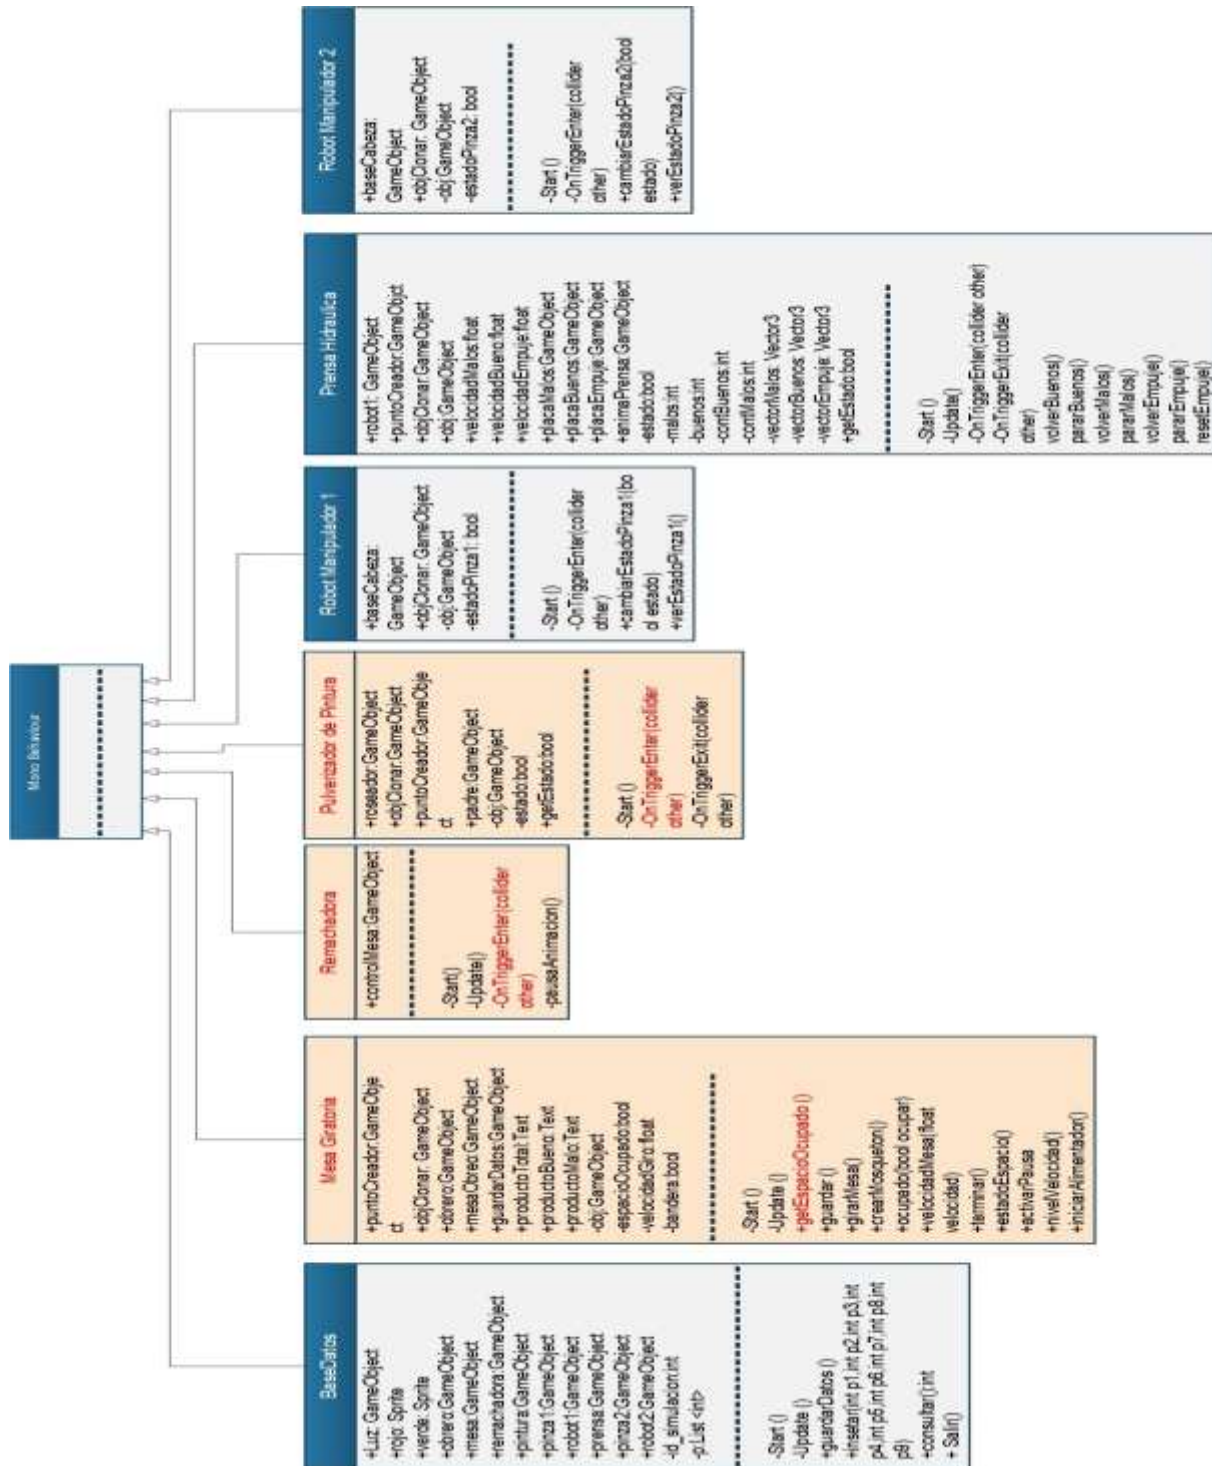 Mono Behaviour
BaseDatos
+Luz: GameObject
+rojo: Sprite
+verde: Sprite
+obrero:GameObject
+mesa:GameObject
+remachadora:GameObject
+pintura:GameObject
+pinza1:GameObject
+robot1:GameObject
+prensa:GameObject
+pinza2:GameObject
+robot2:GameObject
-id_simulacion:int
-p:List <int>
-Start ()
-Update ()
+guardarDatos ()
+insetar(int p1,int p2,int p3,int
p4,int p5,int p6,int p7,int p8,int
p9)
+consultar():int
+ Salir()
Mesa Giratoria
+puntoCreador:GameObje
ct
+objClonar: GameObject
+obrero:GameObject
+mesaObreo:GameObject
+guardarDatos:GameObject
+productoTotal:Text
+productoBueno:Text
+productoMalo:Text
-obj:GameObject
-espacioOcupado:bool
-velocidadGiro:float
-bandera:bool
-Start ()
-Update ()
+getEspacioOcupado ()
+guardar ()
+girarMesa()
+crearMosqueton()
+ocupado(bool ocupar)
+velocidadMesa(float
velocidad)
+terminar()
+estadoEspacio()
+activarPausa
+nivelVelocidad()
+iniciarAlimentador()
Remachadora
+controlMesa:GameObject
-Start()
-Update()
-OnTriggerEnter(collider
other)
-pausaAnimacion()
Pulverizador de Pintura
+roseador:GameObject
+objClonar:GameObject
+puntoCreador:GameObje
ct
+padre:GameObject
-obj:GameObject
-estado:bool
+getEstado:bool
-Start ()
-OnTriggerEnter(collider
other)
-OnTriggerExit(collider
other)
Robot Manipulador 1
+baseCabeza:
GameObject
+objClonar: GameObject
-obj:GameObject
-estadoPinza1: bool
-Start ()
-OnTriggerEnter(collider
other)
+cambiarEstadoPinza1(bo
ol estado)
+verEstadoPinza1()
Prensa Hidraulica
+robot1: GameObject
+puntoCreador:GameObjct
+objClonar:GameObject
+obj:GameObject
+velocidadMalos:float
+velocidadBueno:float
+velocidadEmpuje:float
+placaMalos:GameObject
+placaBuenos:GameObject
+placaEmpuje:GameObject
+animaPrensa:GameObject
-estado:bool
-malos:int
-buenos:int
-contBuenos:int
-contMalos:int
-vectorMalos: Vector3
-vectorBuenos: Vector3
-vectorEmpuje: Vector3
+getEstado:bool
-Start ()
-Update()
-OnTriggerEnter(collider other)
-OnTriggerExit(collider
other)
volverBuenos()
pararBuenos()
volverMalos()
pararMalos()
volverEmpuje()
pararEmpuje()
resetEmpuje()
Robot Manipulador 2
+baseCabeza:
GameObject
+objClonar: GameObject
-obj:GameObject
-estadoPinza2: bool
-Start ()
-OnTriggerEnter(collider
other)
+cambiarEstadoPinza2(bool
estado)
+verEstadoPinza2()